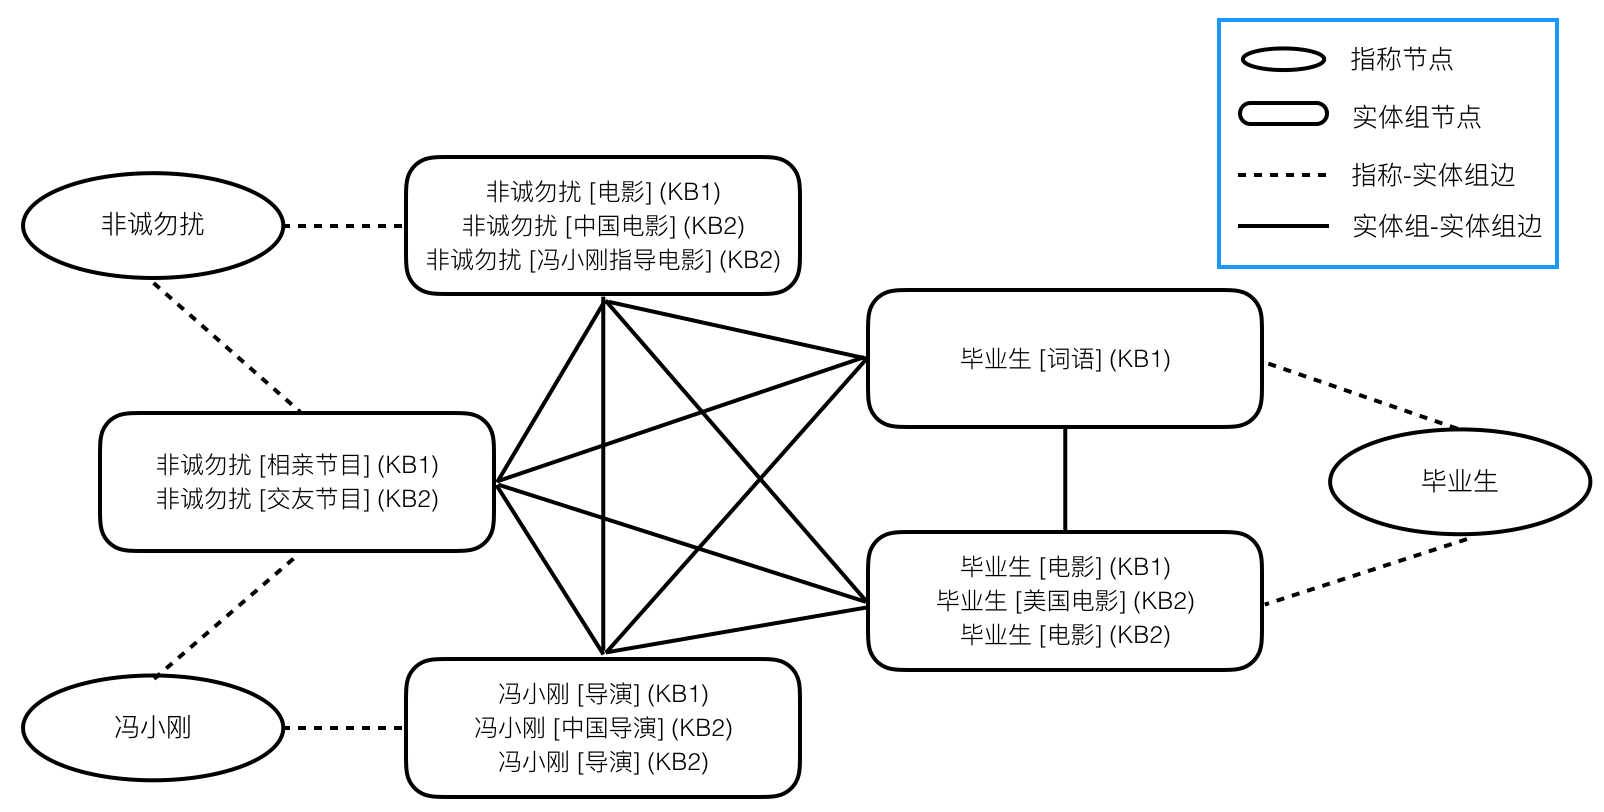 指称节点
实体组节点
指称-实体组边
实体组-实体组边
非诚勿扰
非诚勿扰 [电影] (KB1)
非诚勿扰 [中国电影] (KB2)
非诚勿扰 [冯小刚指导电影] (KB2)
毕业生 [词语] (KB1)
非诚勿扰 [相亲节目] (KB1)
非诚勿扰 [交友节目] (KB2)
毕业生
毕业生 [电影] (KB1)
毕业生 [美国电影] (KB2)
毕业生 [电影] (KB2)
冯小刚
冯小刚 [导演] (KB1)
冯小刚 [中国导演] (KB2)
冯小刚 [导演] (KB2)